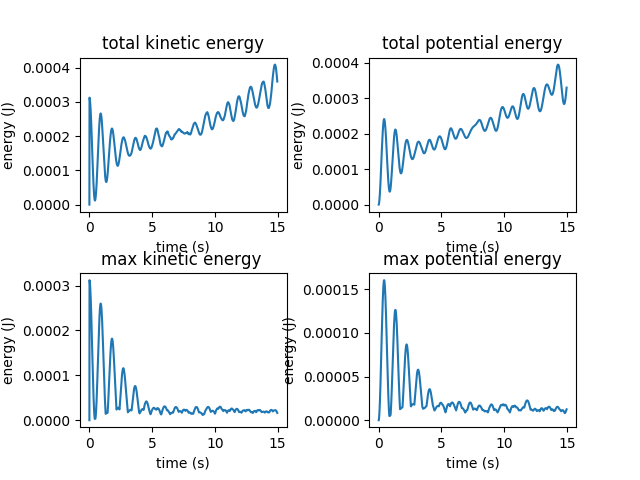 total kinetic energy
energy (J)
0.0004
0.0003
0.0002
0.0001
0.0000
0 5 10 15
time (s)
total potential energy
energy (J)
0.0004
0.0003
0.0002
0.0001
0.0000
0 5 10 15
time (s)
max kinetic energy
energy (J)
0.0003
0.0002
0.0001
0.0000
0 5 10 15
time (s)
max potential energy
energy (J)
0.00015
0.00010
0.00005
0.00000
0 5 10 15
time (s)